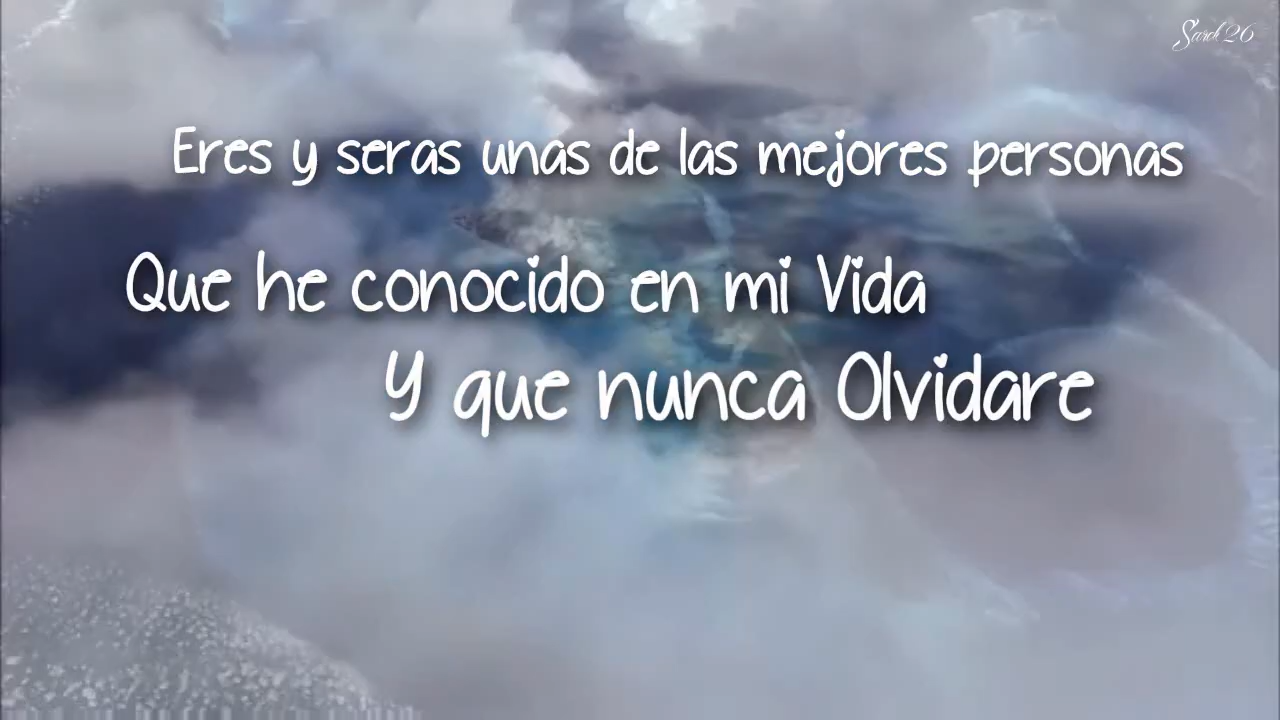 Eres y seras unas de las mejores personas
Que he conocido en mi Vida
Y que nunca Olvidare